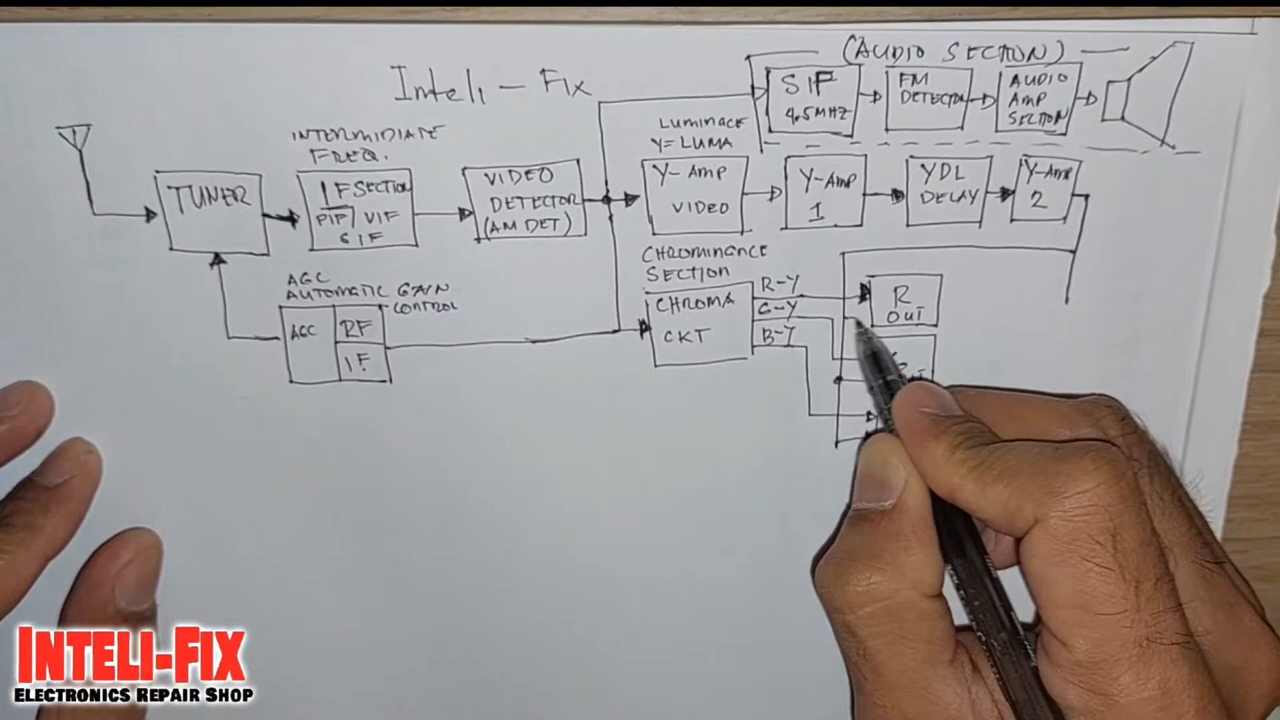 (AUDIO SECTION)
Inteli - Fix
SIF
4.5MHZ
FM
DETECTOR
AUDIO
AMP
SECTION
INTERMIDIATE
FREQ.
LUMINACE
Y=LUMA
TUNER
IF SECTION
PIF/VIF
SIF
VIDEO
DETECTOR
(AM DET)
Y-AMP
VIDEO
Y-AMP
1
YDL
DELAY
Y-AMP
2
AGC
AUTOMATIC GAIN
CONTROL
AGC
RF
IF
CHROMINANCE
SECTION
CHROMA
CKT
R-Y
G-Y
B-Y
R
OUT
INTELI-FIX
ELECTRONICS REPAIR SHOP